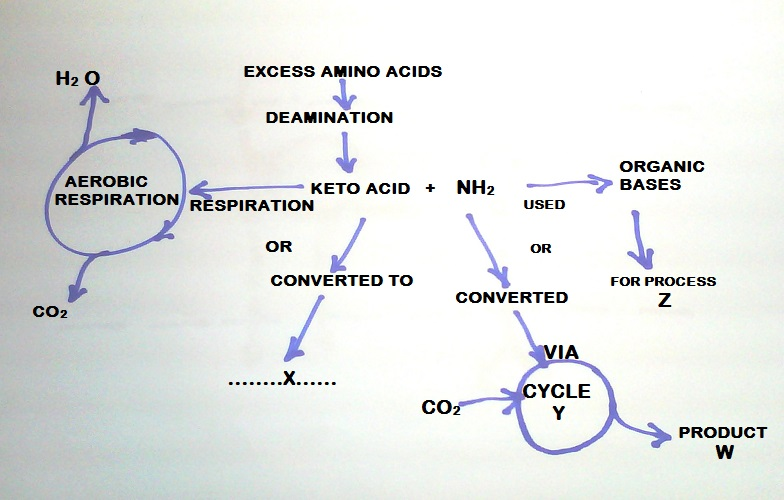 EXCESS AMINO ACIDS
H₂ O
DEAMINATION
AEROBIC
RESPIRATION
RESPIRATION
KETO ACID + NH₂
USED
ORGANIC
BASES
OR
CONVERTED TO
OR
CONVERTED
FOR PROCESS
Z
CO₂
........X......
VIA
CYCLE
Y
CO₂
PRODUCT
W